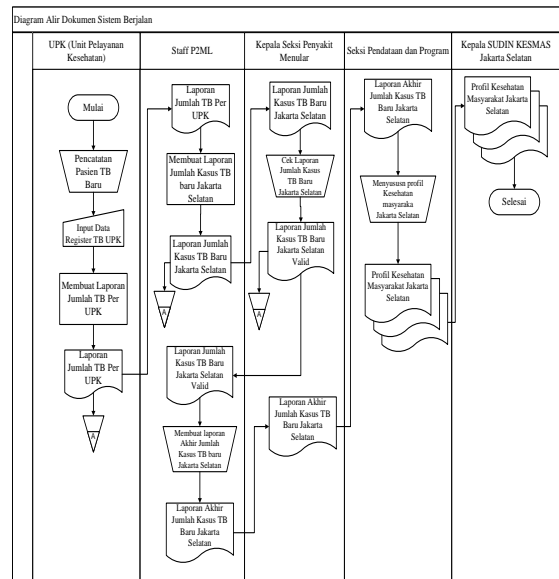 Diagram Alir Dokumen Sistem Berjalan
UPK (Unit Pelayanan
Kesehatan)
Staff P2ML
Kepala Seksi Penyakit
Menular
Seksi Pendataan dan Program
Kepala SUDIN KESMAS
Jakarta Selatan
Mulai
Pencatatan
Pasien TB
Baru
Input Data
Register TB UPK
Membuat Laporan
Jumlah TB Per
UPK
Laporan
Jumlah TB Per
UPK
A
Laporan
Jumlah TB Per
UPK
Membuat Laporan
Jumlah Kasus TB
baru Jakarta
Selatan
Laporan Jumlah
Kasus TB Baru
Jakarta Selatan
A
Laporan Jumlah
Kasus TB Baru
Jakarta Selatan
Valid
Membuat laporan
Akhir Jumlah
Kasus TB baru
Jakarta Selatan
Laporan Akhir
Jumlah Kasus TB
Baru Jakarta
Selatan
Laporan Jumlah
Kasus TB Baru
Jakarta Selatan
Cek Laporan
Jumlah Kasus
TB Baru
Jakarta Selatan
Laporan Jumlah
Kasus TB Baru
Jakarta Selatan
Valid
A
Laporan Akhir
Jumlah Kasus TB
Baru Jakarta
Selatan
Laporan Akhir
Jumlah Kasus TB
Baru Jakarta
Selatan
Menyususn profil
Kesehatan
masyaraka
Jakarta Selatan
Profil Kesehatan
Masyarakat Jakarta
Selatan
Profil Kesehatan
Masyarakat Jakarta
Selatan
Selesai